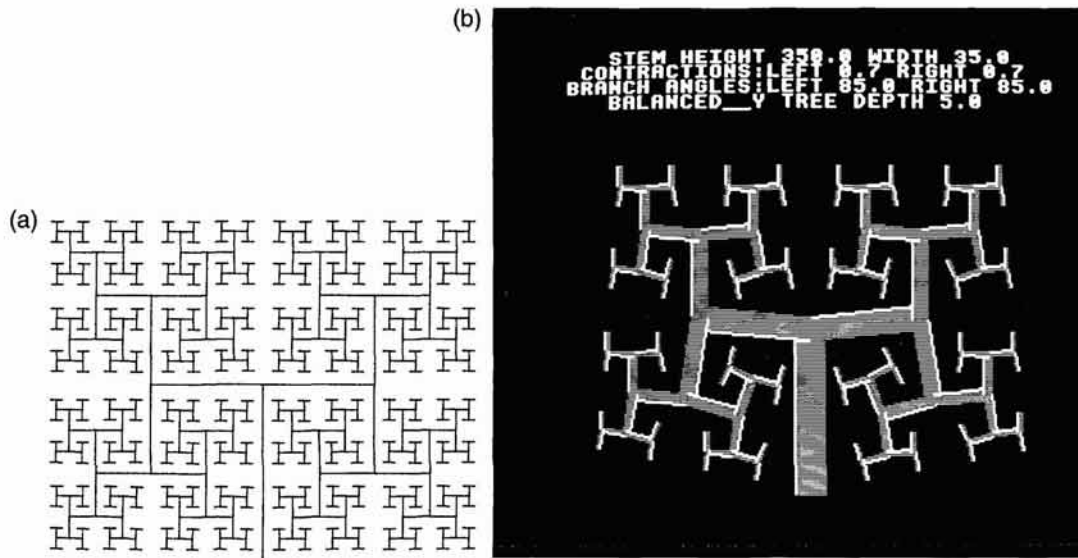 (a)
(b)
STEM HEIGHT 350.0 WIDTH 35.0
CONTRACTIONS:LEFT 0.7 RIGHT 0.7
BRANCH ANGLES:LEFT 85.0 RIGHT 85.0
BALANCED__Y TREE DEPTH 5.0